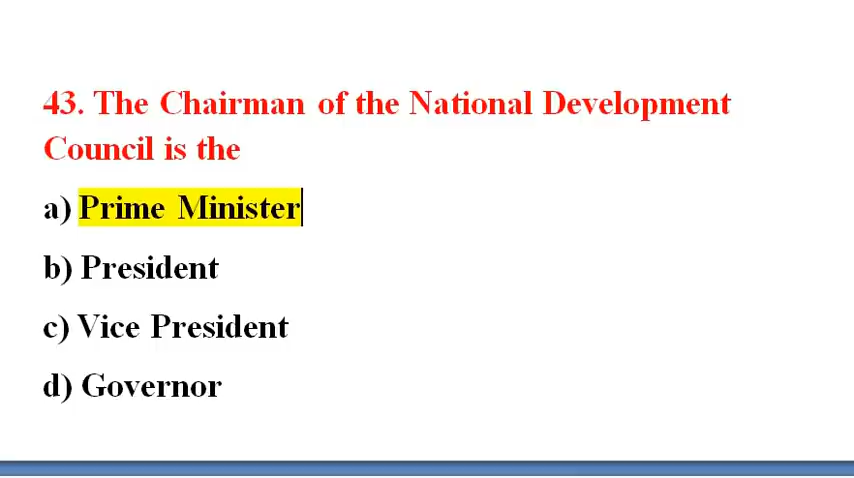 43. The Chairman of the National Development
Council is the
a) Prime Minister
b) President
c) Vice President
d) Governor